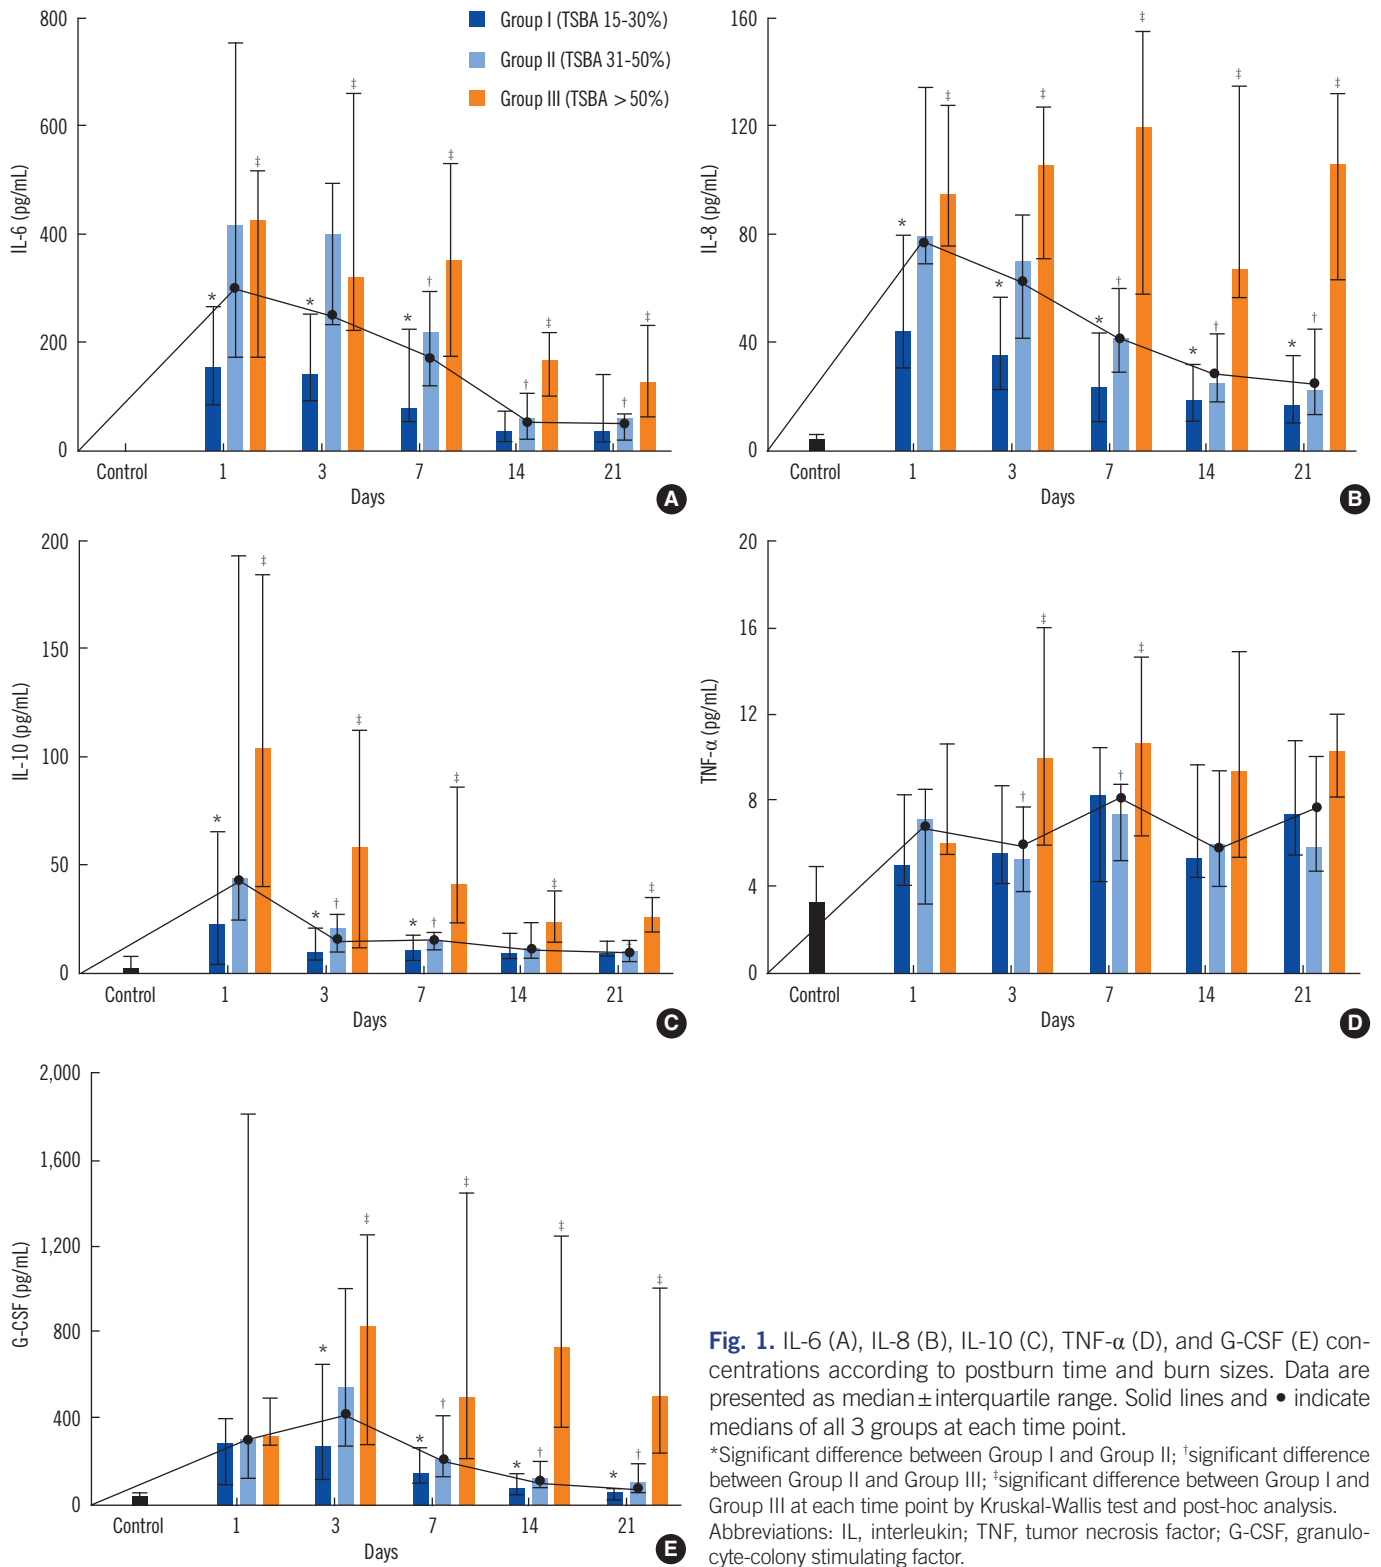 800
600
400
200
0
IL-6 (pg/mL)
Group I (TSBA 15-30%)
Group II (TSBA 31-50%)
Group III (TSBA > 50%)
‡
‡
‡
‡
‡
*
*
*
†
†
†
Control 1 3 7 14 21
Days
A
160
120
80
40
0
IL-8 (pg/mL)
‡
‡
‡
‡
‡
*
*
*
*
*
†
†
†
Control 1 3 7 14 21
Days
B
200
150
100
50
0
IL-10 (pg/mL)
‡
‡
‡
‡
‡
*
*
*
†
†
†
Control 1 3 7 14 21
Days
C
20
16
12
8
4
0
TNF-α (pg/mL)
‡
‡
†
†
Control 1 3 7 14 21
Days
D
2,000
1,600
1,200
800
400
0
G-CSF (pg/mL)
‡
‡
‡
‡
*
*
*
*
†
†
†
Control 1 3 7 14 21
Days
E
Fig. 1. IL-6 (A), IL-8 (B), IL-10 (C), TNF-α (D), and G-CSF (E) con-
centrations according to postburn time and burn sizes. Data are
presented as median±interquartile range. Solid lines and • indicate
medians of all 3 groups at each time point.
*Significant difference between Group I and Group II; †significant difference
between Group II and Group III; ‡significant difference between Group I and
Group III at each time point by Kruskal-Wallis test and post-hoc analysis.
Abbreviations: IL, interleukin; TNF, tumor necrosis factor; G-CSF, granulo-
cyte-colony stimulating factor.